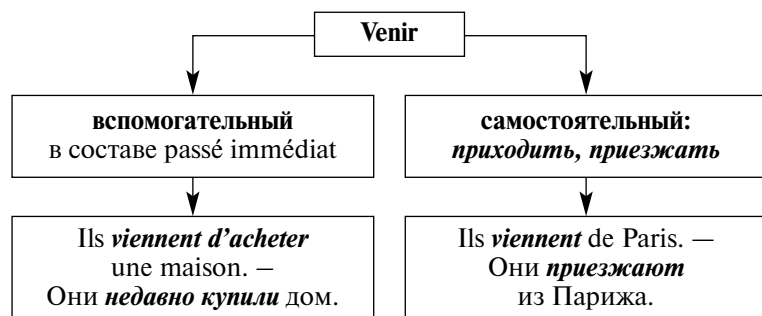 Venir
вспомогательный
в составе passé immédiat
самостоятельный:
приходить, приезжать
Ils viennent d’acheter
une maison. –
Они недавно купили дом.
Ils viennent de Paris. —
Они приезжают
из Парижа.